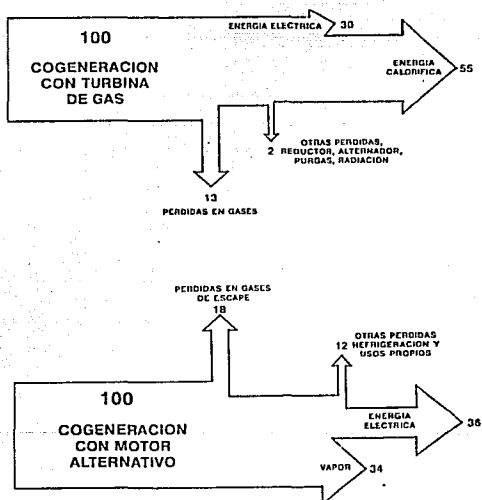 100
COGENERACION
CON TURBINA
DE GAS
ENERGIA ELECTRICA
30
ENERGIA
CALORIFICA
55
2
OTRAS PERDIDAS,
REDUCTOR, ALTERNADOR,
PURGAS, RADIACION
13
PERDIDAS EN GASES
PERDIDAS EN GASES
DE ESCAPE
18
OTRAS PERDIDAS
12 REFRIGERACION Y
USOS PROPIOS
100
COGENERACION
CON MOTOR
ALTERNATIVO
ENERGIA
ELECTRICA
36
VAPOR
34